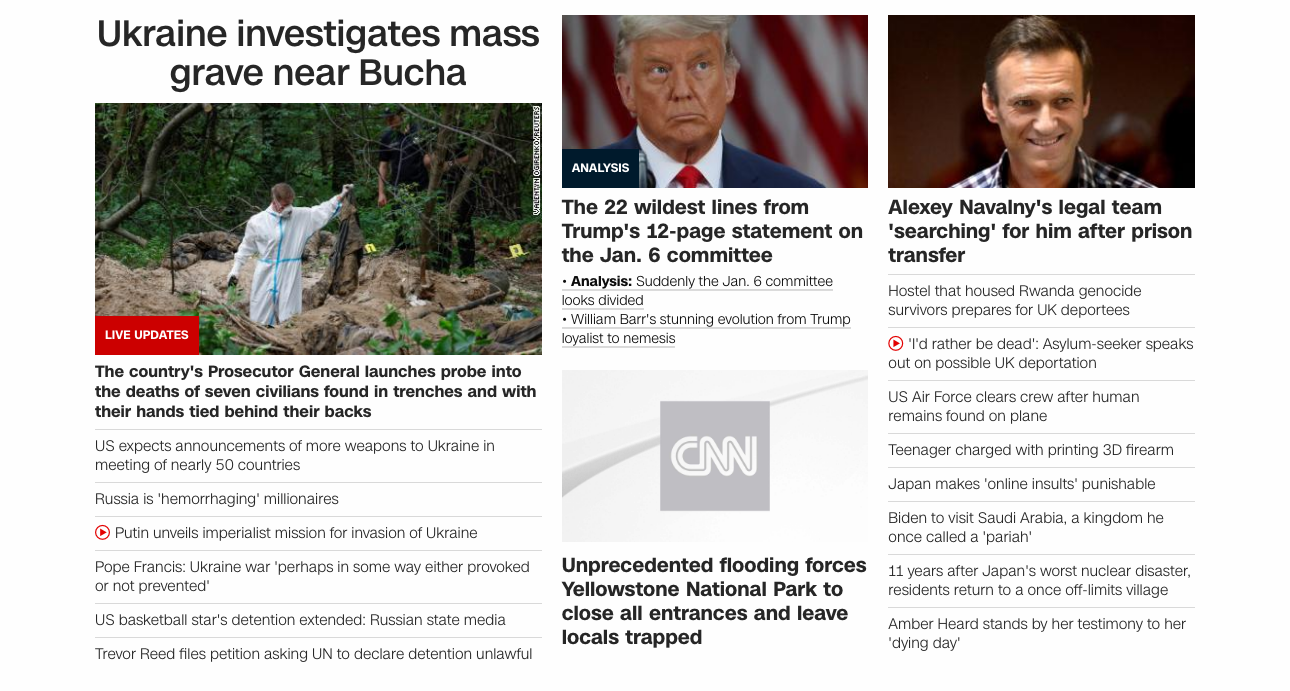 Ukraine investigates mass
grave near Bucha
VALENTYN OGIRENKO/REUTERS
LIVE UPDATES
The country's Prosecutor General launches probe into
the deaths of seven civilians found in trenches and with
their hands tied behind their backs
US expects announcements of more weapons to Ukraine in
meeting of nearly 50 countries
Russia is 'hemorrhaging' millionaires
Putin unveils imperialist mission for invasion of Ukraine
Pope Francis: Ukraine war 'perhaps in some way either provoked
or not prevented'
US basketball star's detention extended: Russian state media
Trevor Reed files petition asking UN to declare detention unlawful
ANALYSIS
The 22 wildest lines from
Trump's 12-page statement on
the Jan. 6 committee
• Analysis: Suddenly the Jan. 6 committee
looks divided
• William Barr's stunning evolution from Trump
loyalist to nemesis
CNN
Unprecedented flooding forces
Yellowstone National Park to
close all entrances and leave
locals trapped
Alexey Navalny's legal team
'searching' for him after prison
transfer
Hostel that housed Rwanda genocide
survivors prepares for UK deportees
'I'd rather be dead': Asylum-seeker speaks
out on possible UK deportation
US Air Force clears crew after human
remains found on plane
Teenager charged with printing 3D firearm
Japan makes 'online insults' punishable
Biden to visit Saudi Arabia, a kingdom he
once called a 'pariah'
11 years after Japan's worst nuclear disaster,
residents return to a once off-limits village
Amber Heard stands by her testimony to her
'dying day'